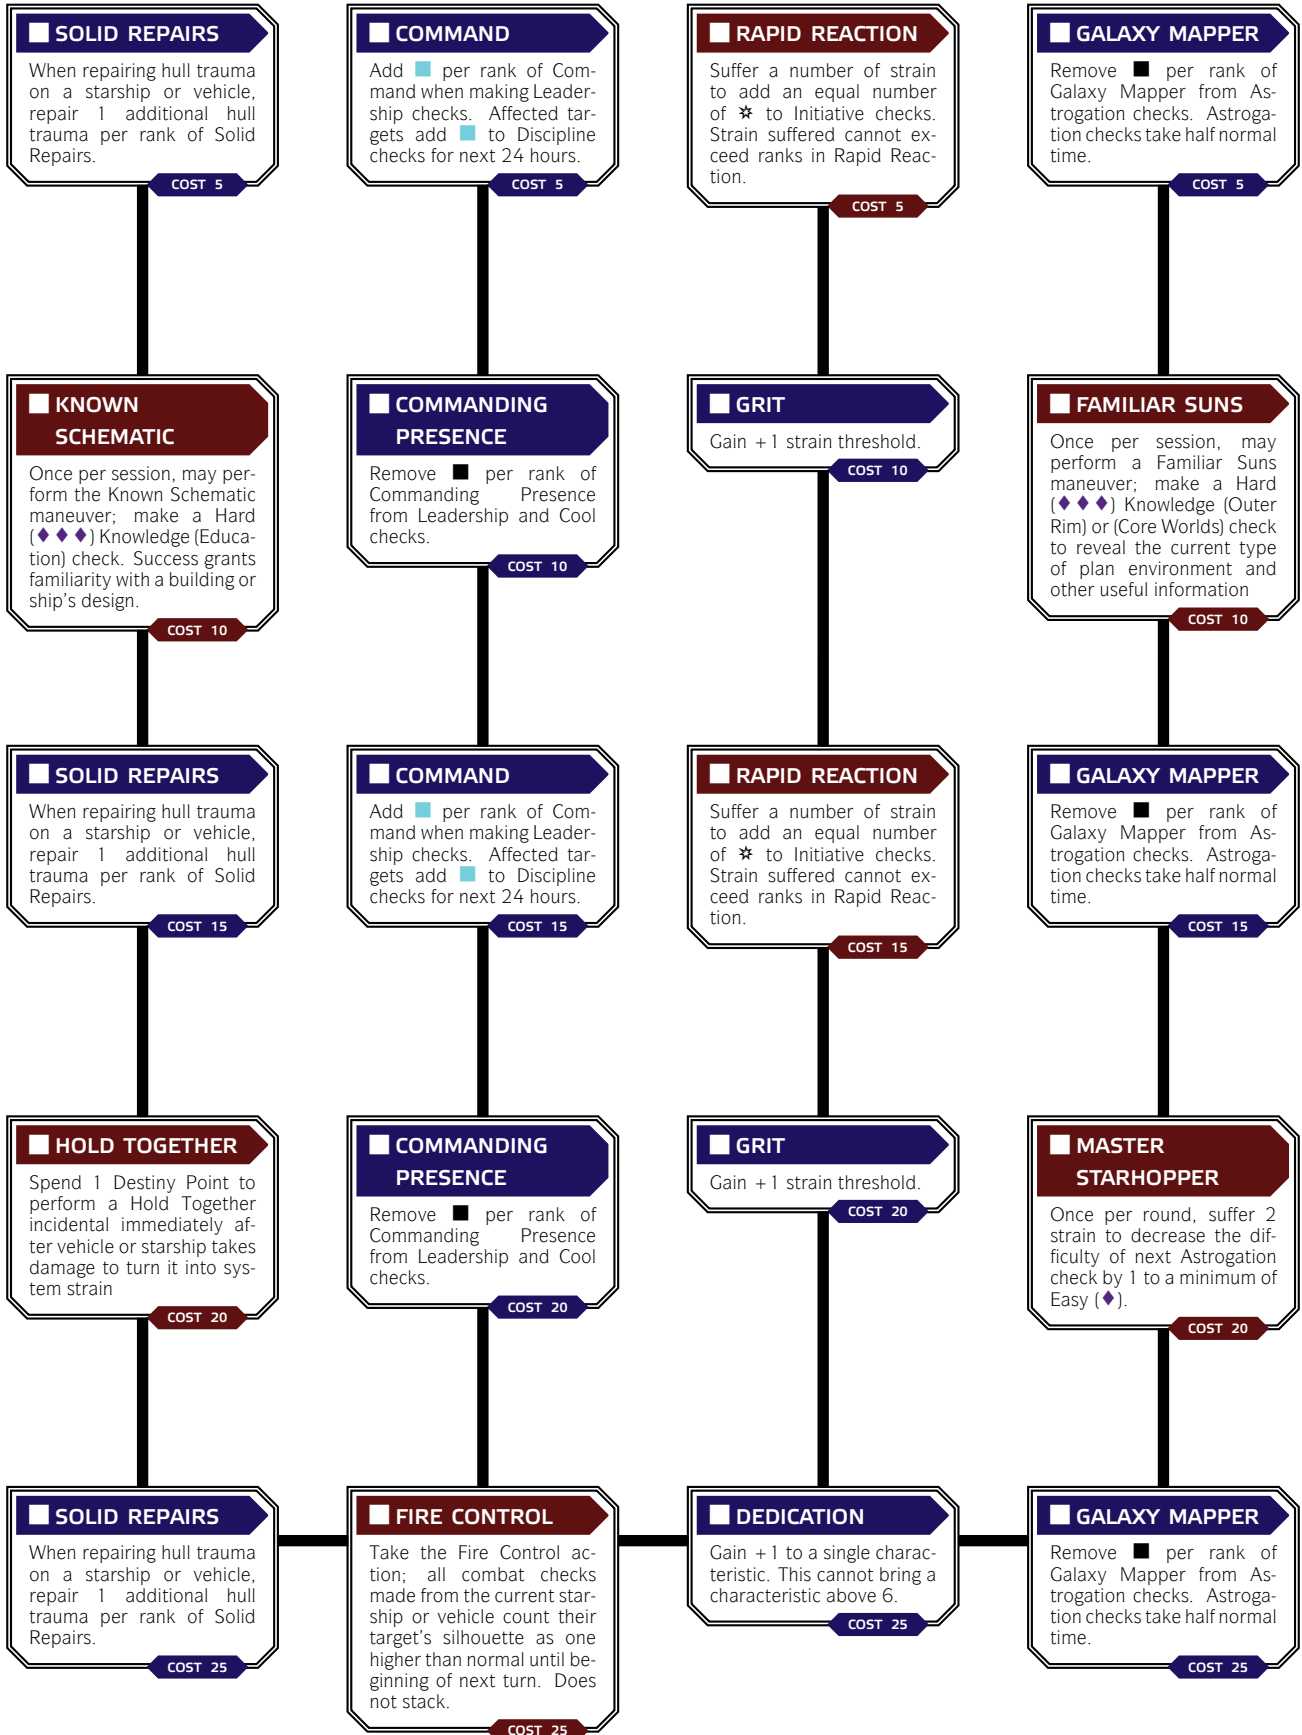 SOLID REPAIRS
When repairing hull trauma
on a starship or vehicle,
repair 1 additional hull
trauma per rank of Solid
Repairs.
COST 5
COMMAND
Add ■ per rank of Com-
mand when making Leader-
ship checks. Affected tar-
gets add ■ to Discipline
checks for next 24 hours.
COST 5
RAPID REACTION
Suffer a number of strain
to add an equal number
of ✡ to Initiative checks.
Strain suffered cannot ex-
ceed ranks in Rapid Reac-
tion.
COST 5
GALAXY MAPPER
Remove ■ per rank of
Galaxy Mapper from As-
trogation checks. Astroga-
tion checks take half normal
time.
COST 5
KNOWN
SCHEMATIC
Once per session, may per-
form the Known Schematic
maneuver; make a Hard
(♦♦♦) Knowledge (Educa-
tion) check. Success grants
familiarity with a building or
ship's design.
COST 10
COMMANDING
PRESENCE
Remove ■ per rank of
Commanding Presence
from Leadership and Cool
checks.
COST 10
GRIT
Gain +1 strain threshold.
COST 10
FAMILIAR SUNS
Once per session, may
perform a Familiar Suns
maneuver; make a Hard
(♦♦♦) Knowledge (Outer
Rim) or (Core Worlds) check
to reveal the current type
of plan environment and
other useful information
COST 10
SOLID REPAIRS
When repairing hull trauma
on a starship or vehicle,
repair 1 additional hull
trauma per rank of Solid
Repairs.
COST 15
COMMAND
Add ■ per rank of Com-
mand when making Leader-
ship checks. Affected tar-
gets add ■ to Discipline
checks for next 24 hours.
COST 15
RAPID REACTION
Suffer a number of strain
to add an equal number
of ✡ to Initiative checks.
Strain suffered cannot ex-
ceed ranks in Rapid Reac-
tion.
COST 15
GALAXY MAPPER
Remove ■ per rank of
Galaxy Mapper from As-
trogation checks. Astroga-
tion checks take half normal
time.
COST 15
HOLD TOGETHER
Spend 1 Destiny Point to
perform a Hold Together
incidental immediately af-
ter vehicle or starship takes
damage to turn it into sys-
tem strain
COST 20
COMMANDING
PRESENCE
Remove ■ per rank of
Commanding Presence
from Leadership and Cool
checks.
COST 20
GRIT
Gain +1 strain threshold.
COST 20
MASTER
STARHOPPER
Once per round, suffer 2
strain to decrease the dif-
ficulty of next Astrogation
check by 1 to a minimum of
Easy (♦).
COST 20
SOLID REPAIRS
When repairing hull trauma
on a starship or vehicle,
repair 1 additional hull
trauma per rank of Solid
Repairs.
COST 25
FIRE CONTROL
Take the Fire Control ac-
tion; all combat checks
made from the current star-
ship or vehicle count their
target's silhouette as one
higher than normal until be-
ginning of next turn. Does
not stack.
COST 25
DEDICATION
Gain +1 to a single charac-
teristic. This cannot bring a
characteristic above 6.
COST 25
GALAXY MAPPER
Remove ■ per rank of
Galaxy Mapper from As-
trogation checks. Astroga-
tion checks take half normal
time.
COST 25